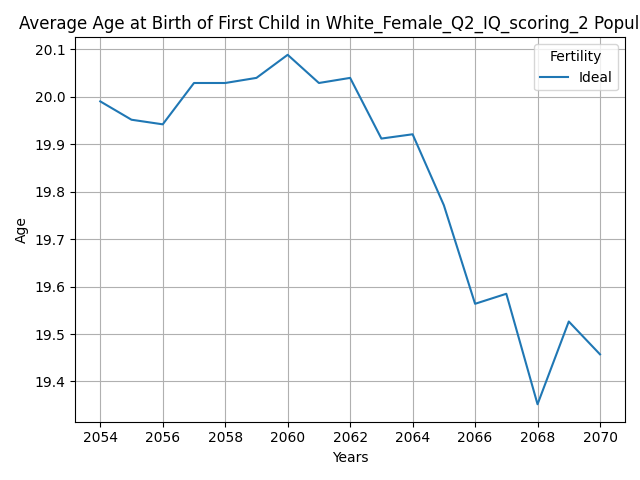 Average Age at Birth of First Child in White_Female_Q2_IQ_scoring_2 Popul
20.1
20.0
19.9
19.8
19.7
19.6
19.5
19.4
Age
Fertility
Ideal
2054 2056 2058 2060 2062 2064 2066 2068 2070
Years